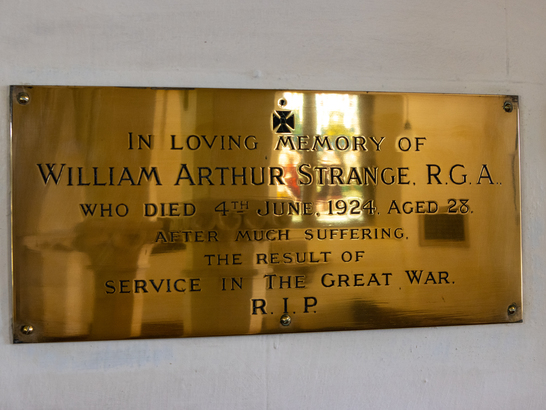 IN LOVING MEMORY OF
WILLIAM ARTHUR STRANGE, R.G.A.
WHO DIED 4TH JUNE, 1924. AGED 28.
AFTER MUCH SUFFERING,
THE RESULT OF
SERVICE IN THE GREAT WAR.
R.I.P.